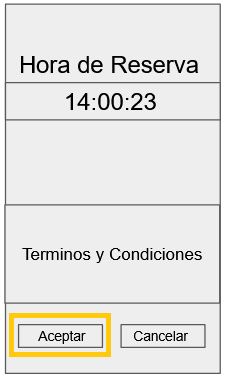 Hora de Reserva
14:00:23
Terminos y Condiciones
Aceptar Cancelar